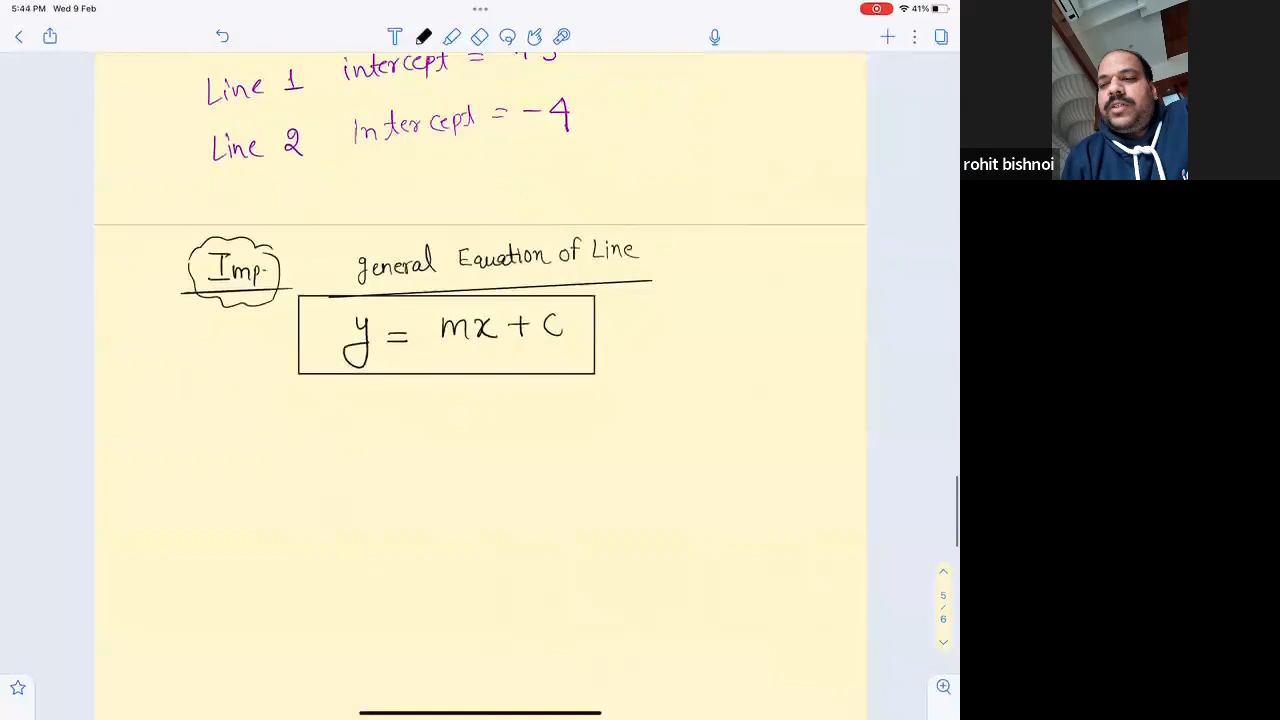 5:44 PM Wed 9 Feb
41%
Line 1 intercept =
Line 2 Intercept = -4
Imp. general Equation of Line
y = mx + c
rohit bishnoi
5
/
6